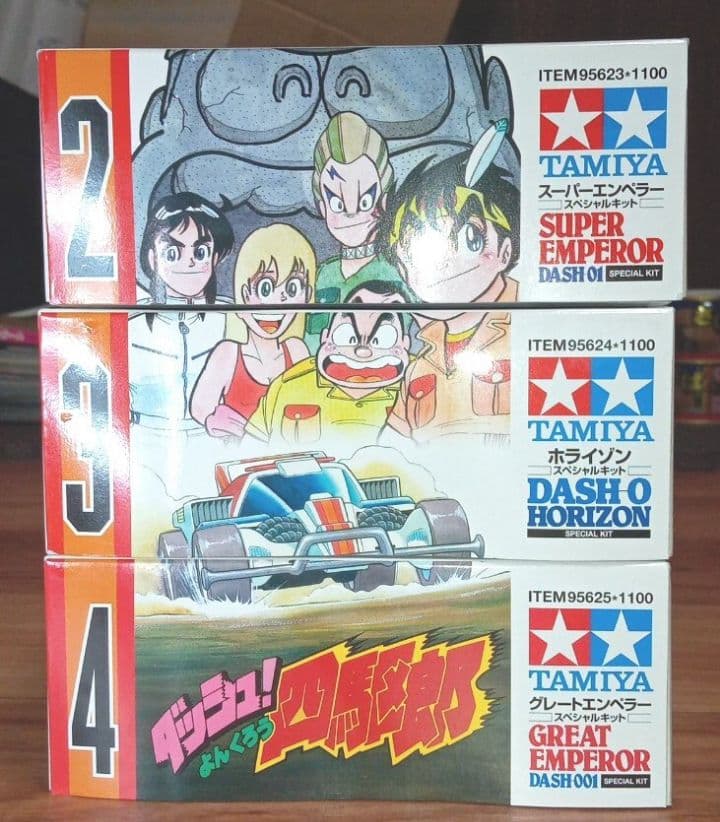 2
ITEM95623★1100
TAMIYA
スーパーエンペラー
スペシャルキット
SUPER
EMPEROR
DASH 01 SPECIAL KIT
3
ITEM95624★1100
TAMIYA
ホライゾン
スペシャルキット
DASH 0
HORIZON
SPECIAL KIT
4
ダッシュ!
よんくろう
四駆郎
ITEM95625★1100
TAMIYA
グレートエンペラー
スペシャルキット
GREAT
EMPEROR
DASH 001 SPECIAL KIT